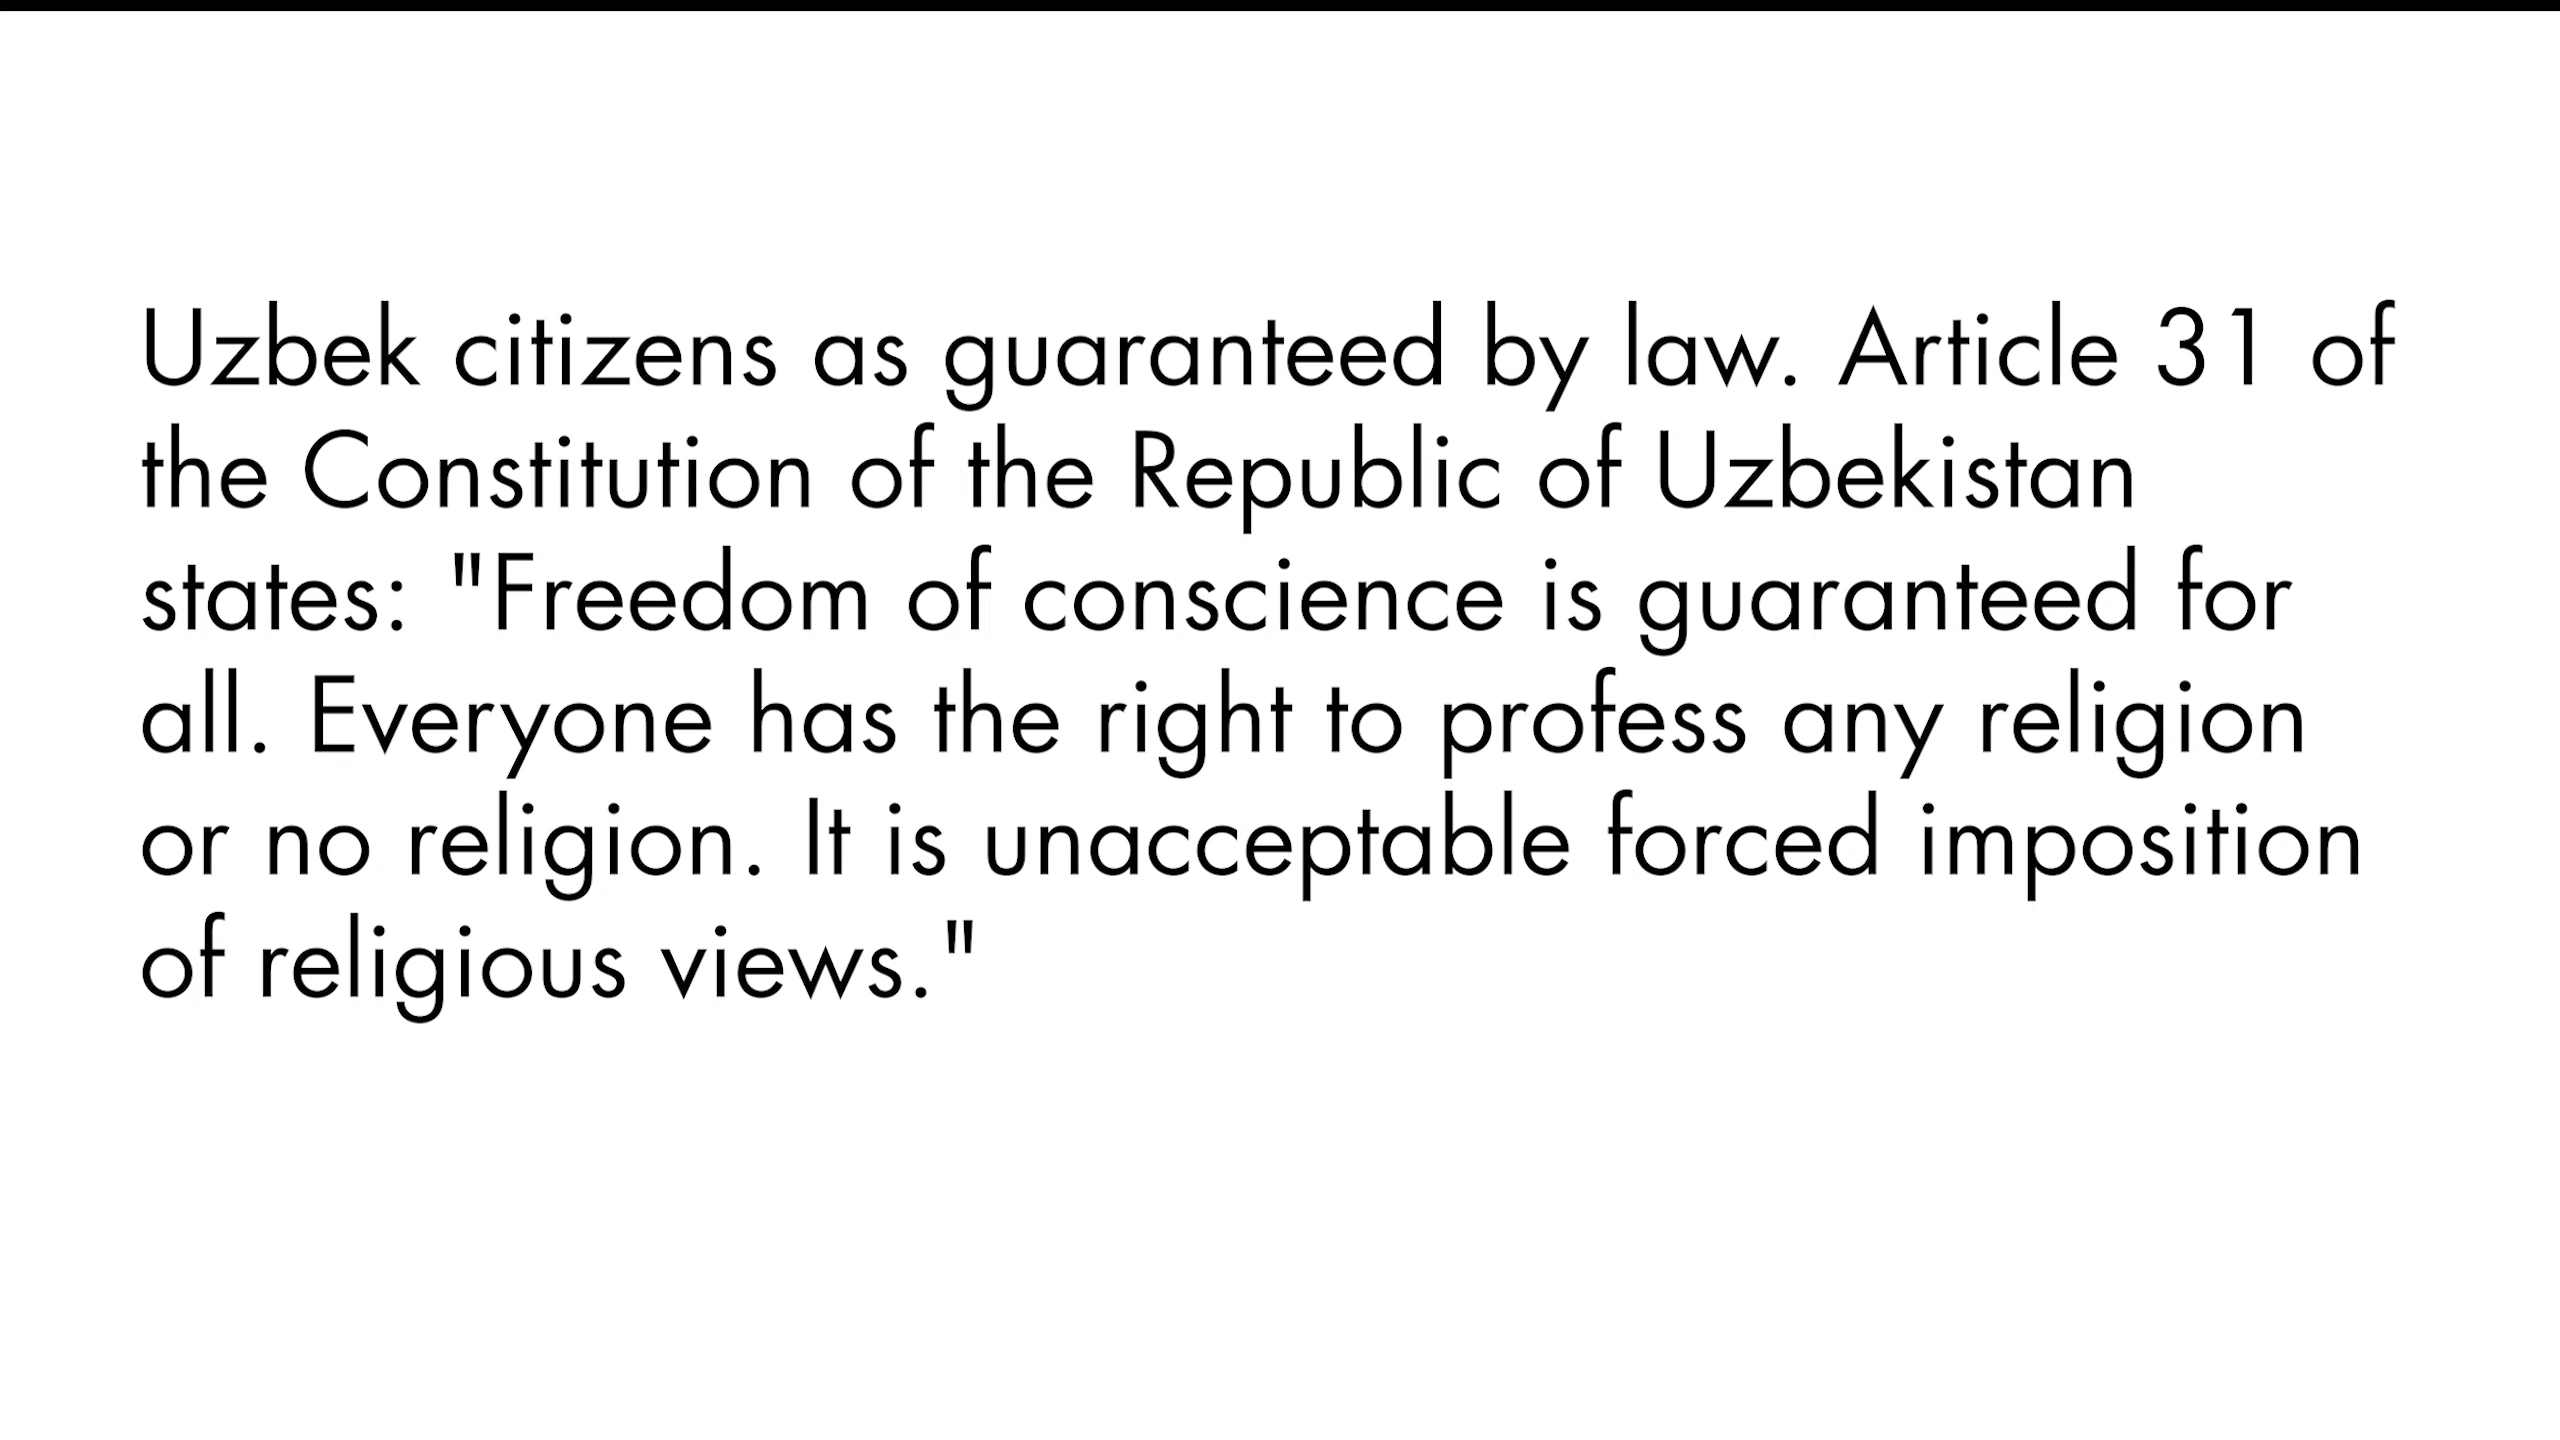 Uzbek citizens as guaranteed by law. Article 31 of
the Constitution of the Republic of Uzbekistan
states: "Freedom of conscience is guaranteed for
all. Everyone has the right to profess any religion
or no religion. It is unacceptable forced imposition
of religious views."